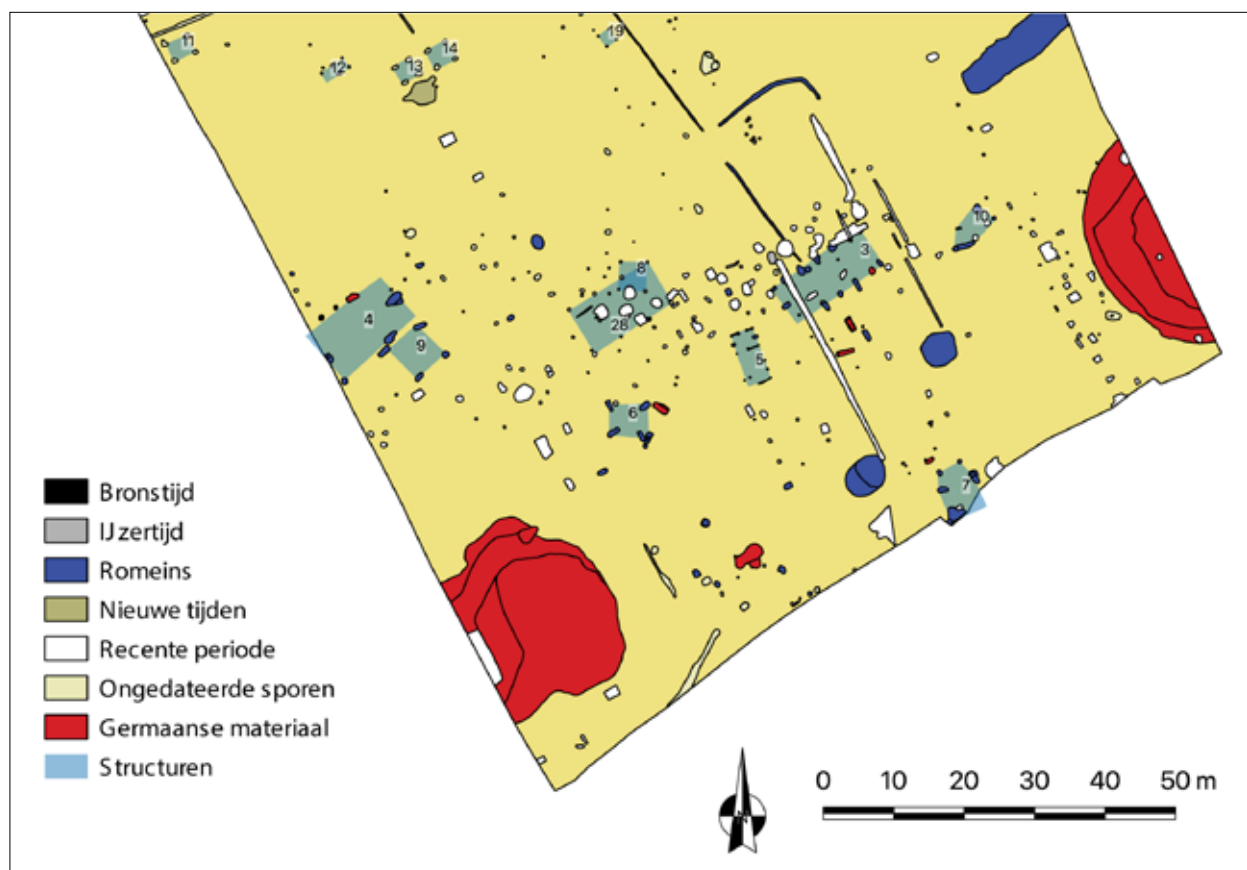 11
12
13
14
19
10
3
8
4
28
9
5
6
7
Bronstijd
IJzertijd
Romeins
Nieuwe tijden
Recente periode
Ongedateerde sporen
Germaanse materiaal
Structuren
N
0 10 20 30 40 50 m